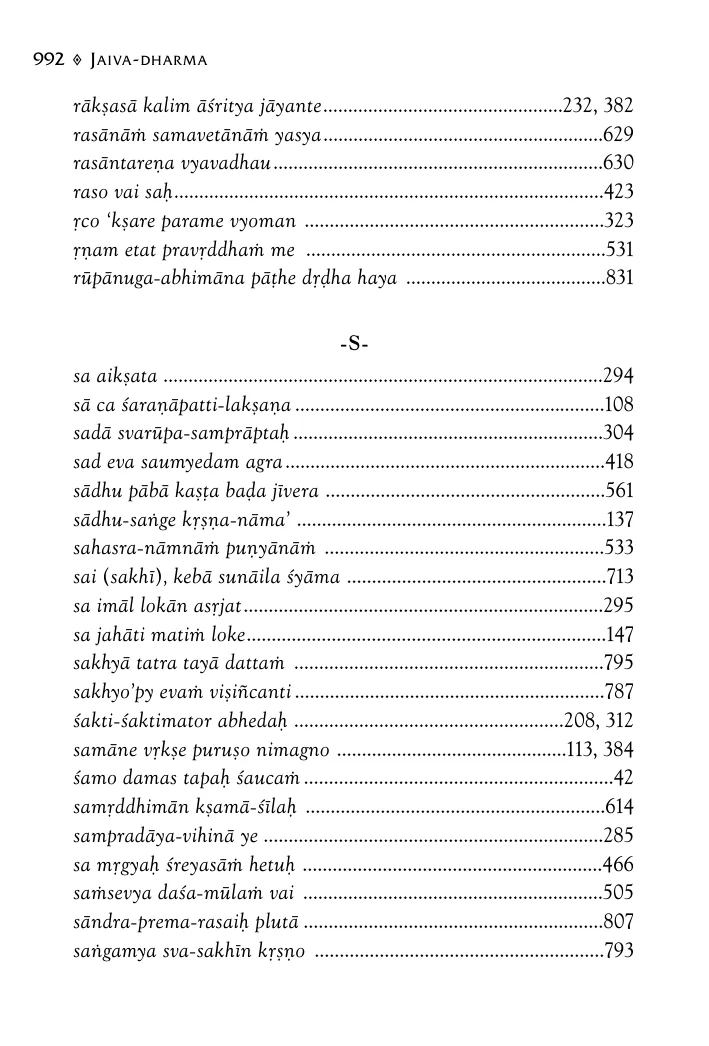 992 ◊ JAIVA-DHARMA
rākṣasā kalim āśritya jāyante.................................................232, 382
rasānāṁ samavetānāṁ yasya.........................................................629
rasāntareṇa vyavadhau...................................................................630
raso vai saḥ.......................................................................................423
ṛco ‘kṣare parame vyoman .............................................................323
ṛṇam etat pravṛddhaṁ me .............................................................531
rūpānuga-abhimāna pāṭhe dṛḍha haya .........................................831
-S-
sa aikṣata .........................................................................................294
sā ca śaraṇāpatti-lakṣaṇa ...............................................................108
sadā svarūpa-samprāptaḥ ...............................................................304
sad eva saumyedam agra.................................................................418
sādhu pābā kaṣṭa baḍa jīvera .........................................................561
sādhu-saṅge kṛṣṇa-nāma’ ...............................................................137
sahasra-nāmnāṁ puṇyānāṁ .........................................................533
sai (sakhī), kebā sunāila śyāma .....................................................713
sa imāl lokān asṛjat.........................................................................295
sa jahāti matiṁ loke.........................................................................147
sakhyā tatra tayā dattaṁ ...............................................................795
sakhyo’py evaṁ viṣiñcanti ...............................................................787
śakti-śaktimator abhedaḥ .......................................................208, 312
samāne vṛkṣe puruṣo nimagno ...............................................113, 384
śamo damas tapaḥ śaucaṁ ...............................................................42
samṛddhimān kṣamā-śīlaḥ .............................................................614
sampradāya-vihinā ye .....................................................................285
sa mṛgyaḥ śreyasāṁ hetuḥ .............................................................466
saṁsevya daśa-mūlaṁ vai .............................................................505
sāndra-prema-rasaiḥ plutā .............................................................807
saṅgamya sva-sakhīn kṛṣṇo ...........................................................793